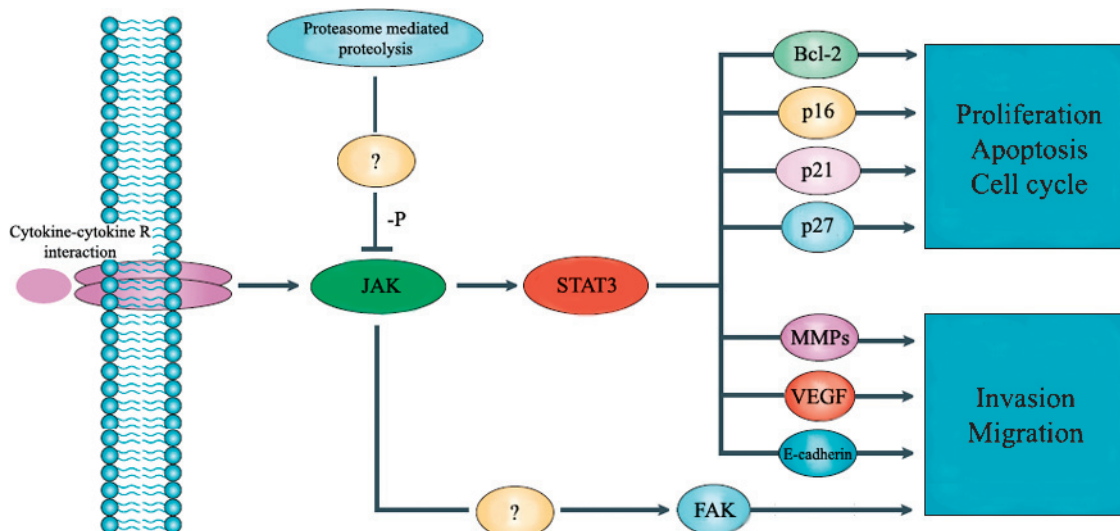 Proteasome mediated
proteolysis
?
-P
Cytokine-cytokine R
interaction
JAK
STAT3
Bcl-2
p16
p21
p27
Proliferation
Apoptosis
Cell cycle
MMPs
VEGF
E-cadherin
Invasion
Migration
?
FAK